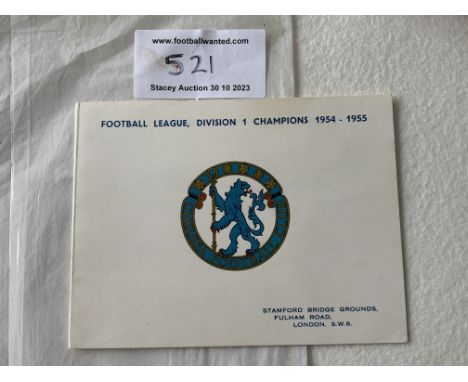 www.footballwanted.com
521
Stacey Auction 30 10 2023
FOOTBALL LEAGUE, DIVISION 1 CHAMPIONS 1954 - 1955
STAMFORD BRIDGE GROUNDS,
FULHAM ROAD,
LONDON, S.W.6.